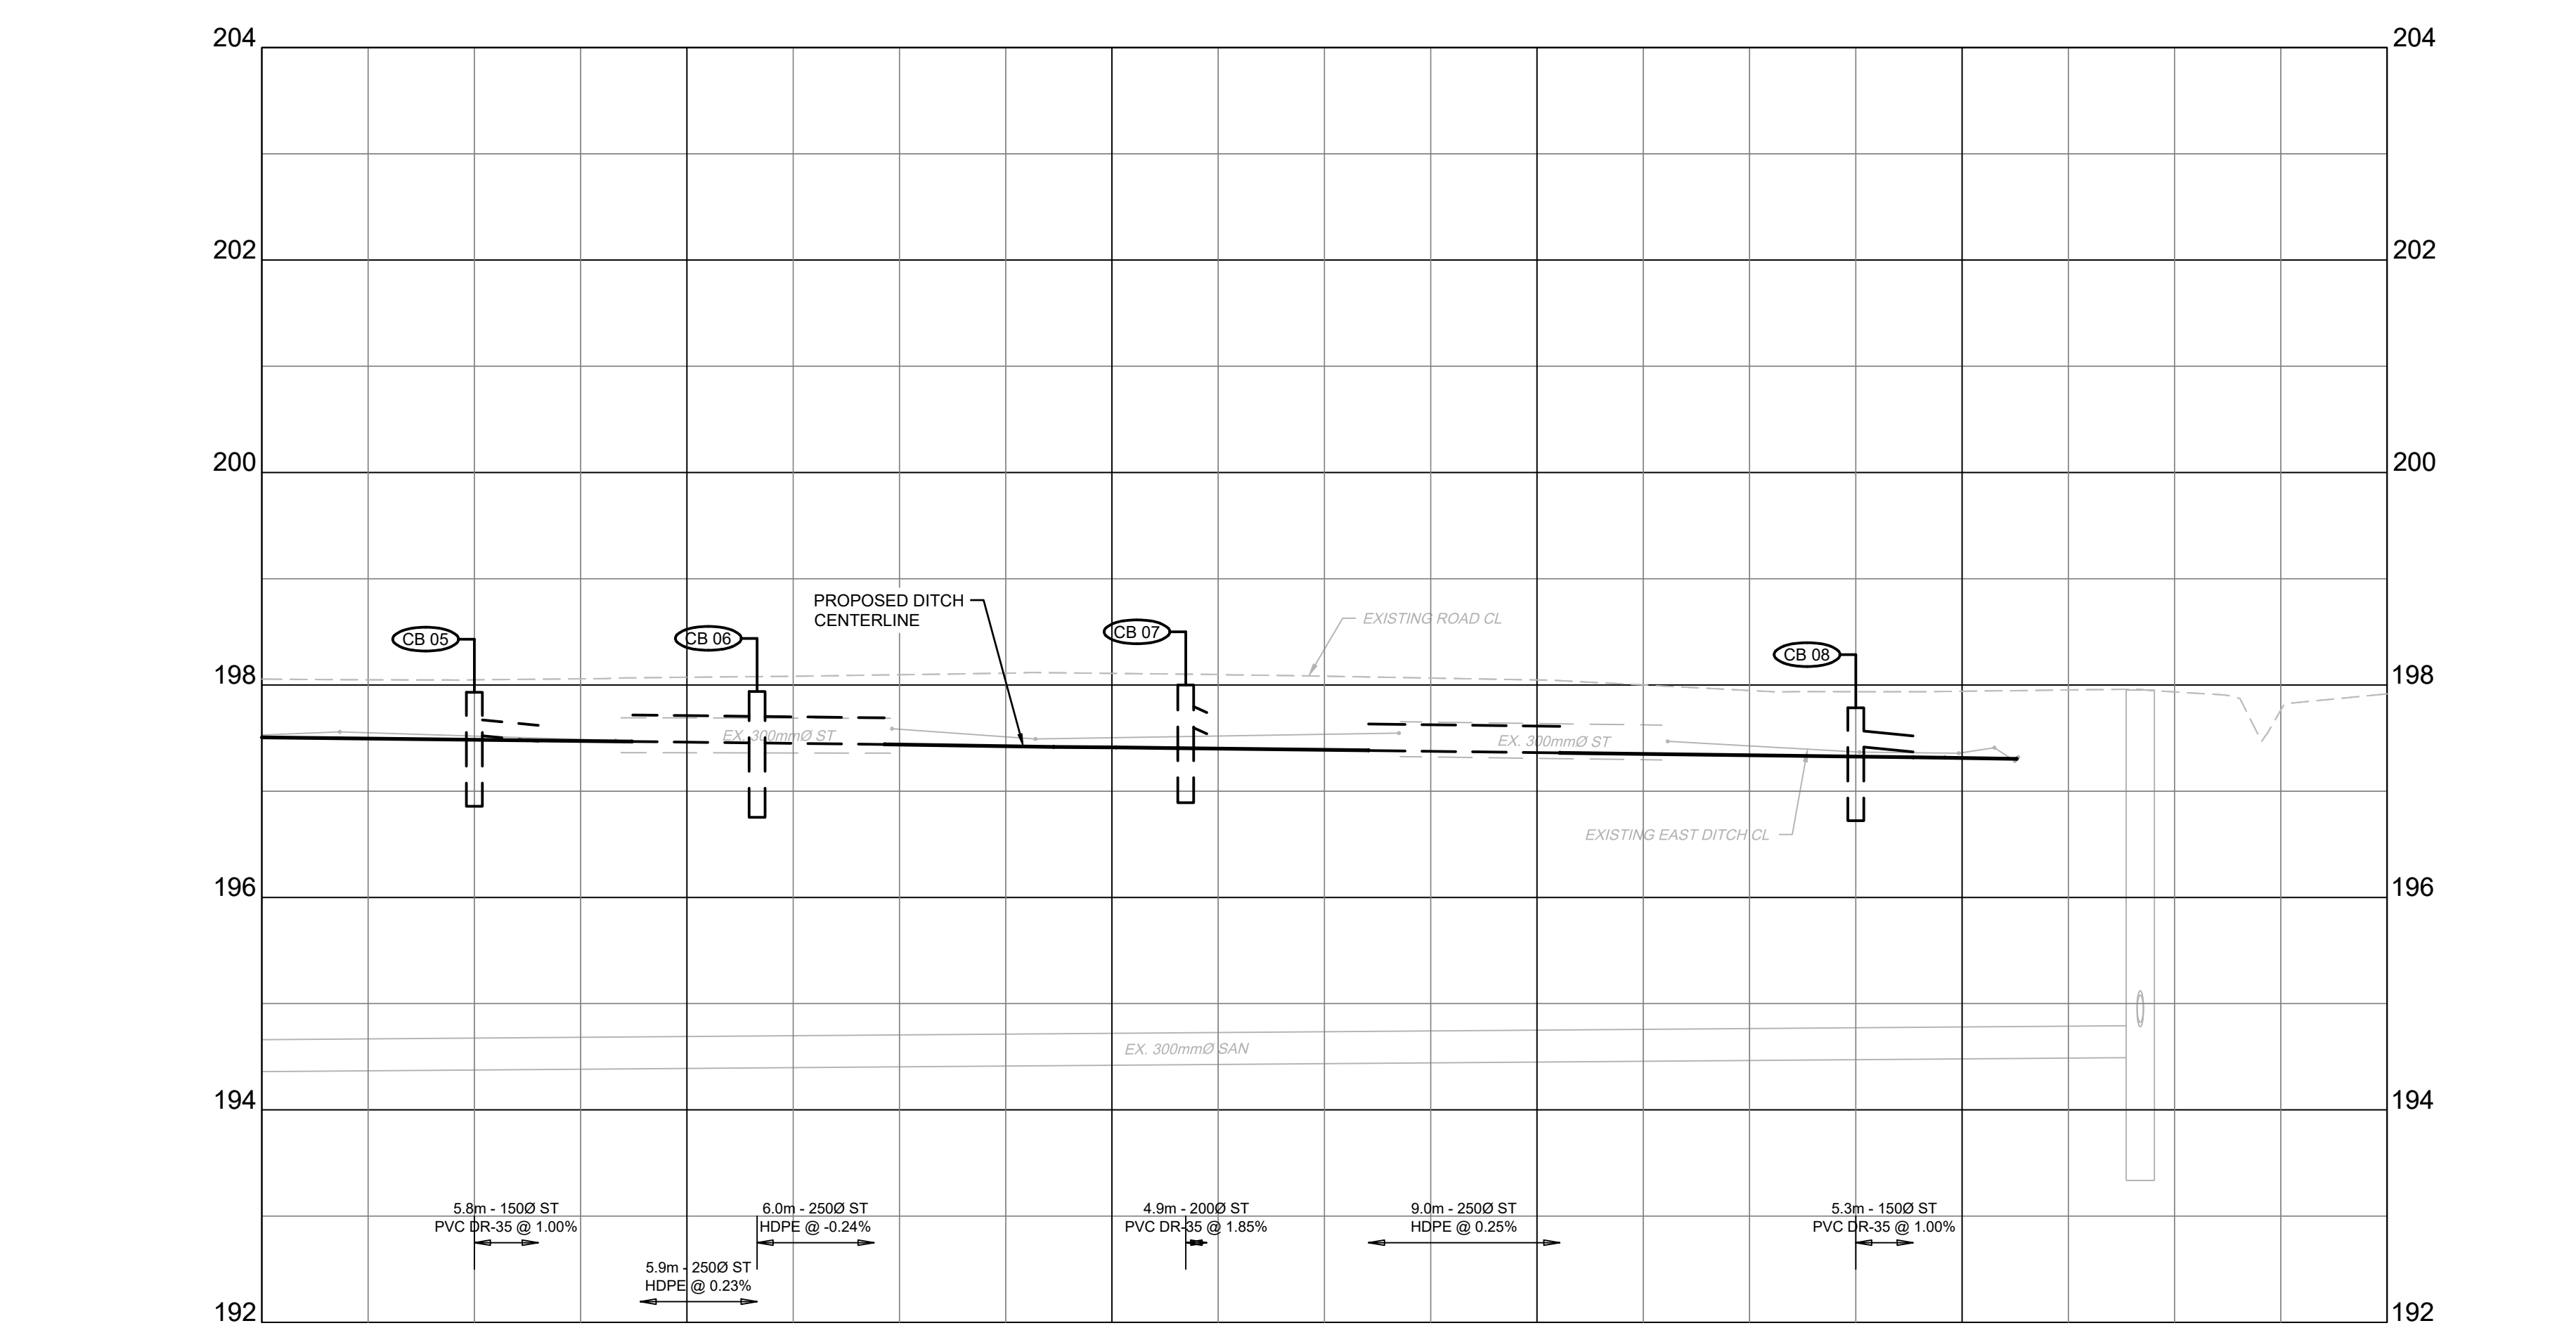 204
204
202
202
200
200
PROPOSED DITCH
CENTERLINE
EXISTING ROAD CL
CB 05
CB 06
CB 07
CB 08
198
198
EX. 300mmØ ST
EX. 300mmØ ST
EXISTING EAST DITCH CL
196
196
EX. 300mmØ SAN
194
194
5.8m - 150Ø ST
PVC DR-35 @ 1.00%
6.0m - 250Ø ST
HDPE @ -0.24%
4.9m - 200Ø ST
PVC DR-35 @ 1.85%
9.0m - 250Ø ST
HDPE @ 0.25%
5.3m - 150Ø ST
PVC DR-35 @ 1.00%
5.9m - 250Ø ST
HDPE @ 0.23%
192
192